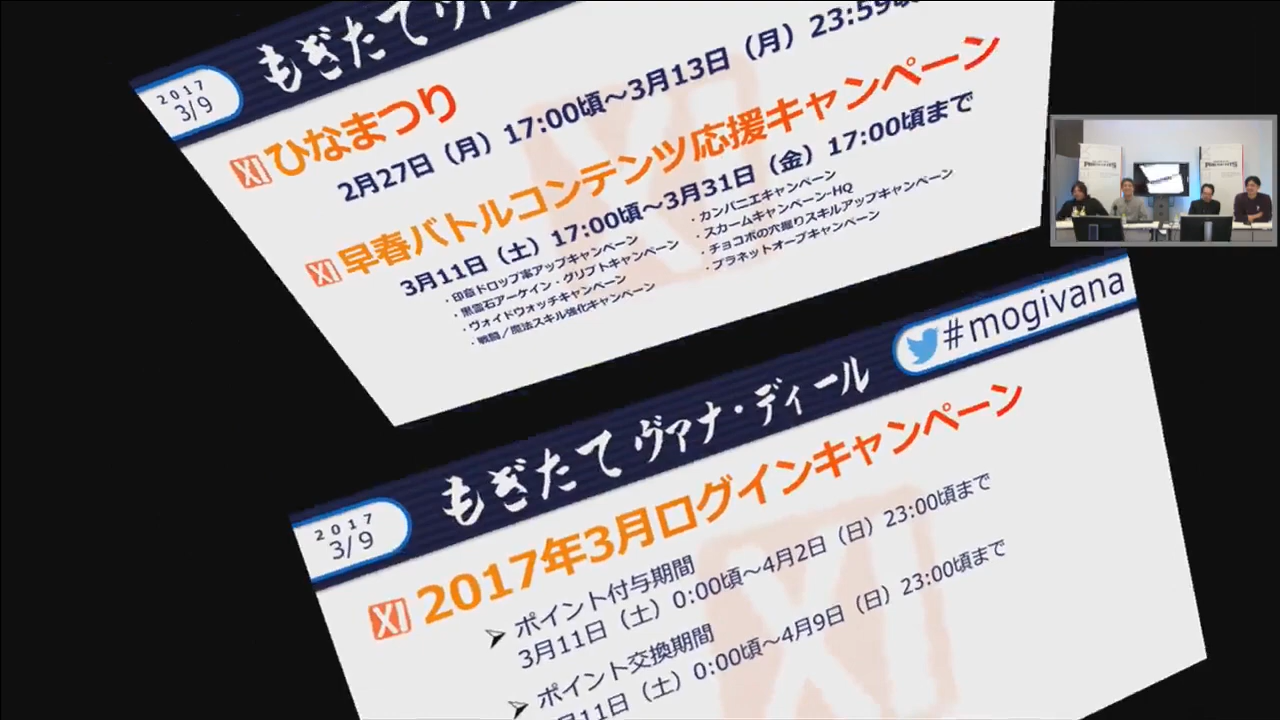 2017
3/9
もぎたて
XI ひなまつり
2月27日（月）17:00頃～3月13日（月）23:59頃
XI 早春バトルコンテンツ応援キャンペーン
3月11日（土）17:00頃～3月31日（金）17:00頃まで
・印章ドロップ率アップキャンペーン
・黒霊石アーケイン・グリプトキャンペーン
・ヴォイドウォッチキャンペーン
・戦闘／魔法スキル強化キャンペーン
・カンパニエキャンペーン
・スカームキャンペーン-HQ
・チョコボの穴掘りスキルアップキャンペーン
・プラネットオーブキャンペーン
2017
3/9
もぎたて ヴァナ・ディール
#mogivana
XI 2017年3月ログインキャンペーン
➢ ポイント付与期間
3月11日（土）0:00頃～4月2日（日）23:00頃まで
➢ ポイント交換期間
月11日（土）0:00頃～4月9日（日）23:00頃まで